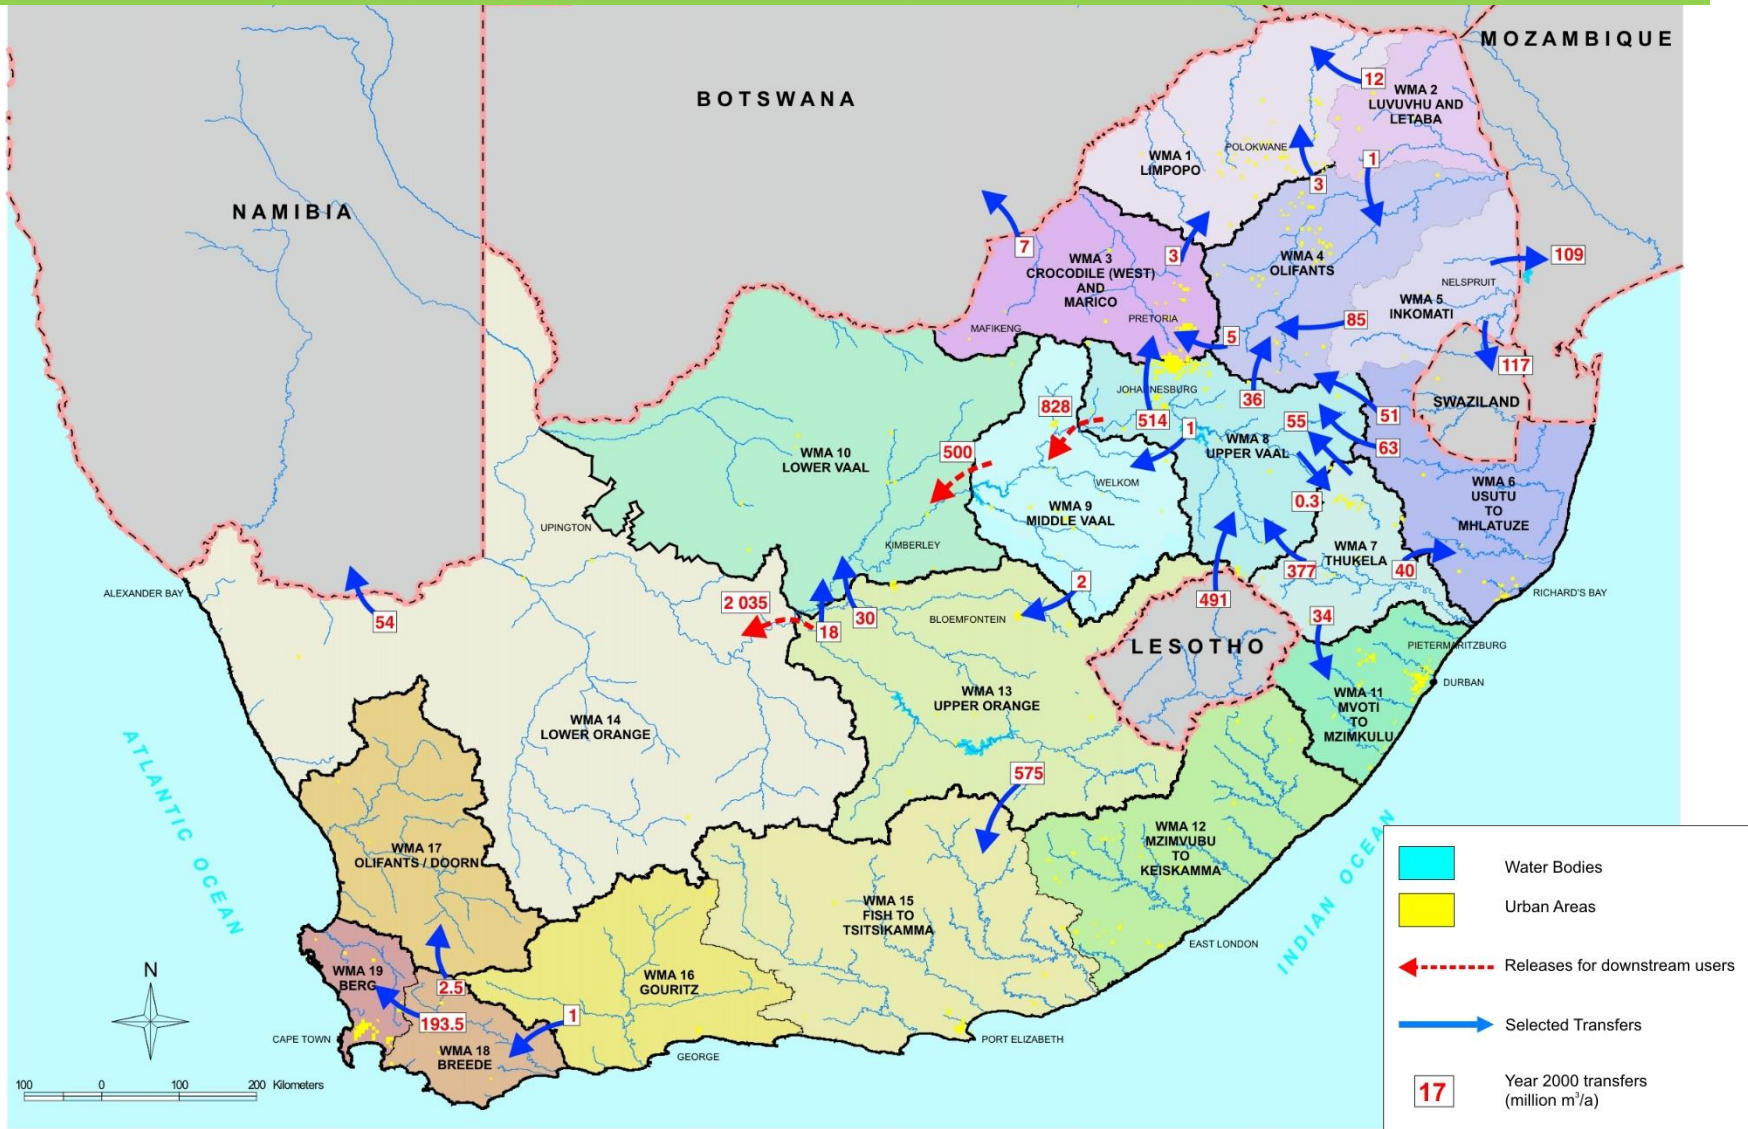 MOZAMBIQUE
BOTSWANA
NAMIBIA
12
WMA 2
LUVUVHU AND
LETABA
POLOKWANE
WMA 1
LIMPOPO
1
3
7
3
WMA 3
CROCODILE (WEST)
AND
MARICO
WMA 4
OLIFANTS
109
NELSPRUIT
WMA 5
INKOMATI
PRETORIA
MAFIKENG
85
5
117
JOHANNESBURG
36
SWAZILAND
828
514
1
55
51
63
WMA 8
UPPER VAAL
500
WMA 10
LOWER VAAL
WELKOM
0.3
WMA 6
USUTU
TO
MHLATUZE
WMA 9
MIDDLE VAAL
UPINGTON
KIMBERLEY
WMA 7
THUKELA
377
40
2
491
RICHARD'S BAY
ALEXANDER BAY
54
2 035
18
30
BLOEMFONTEIN
34
LESOTHO
PIETERMARITZBURG
DURBAN
WMA 13
UPPER ORANGE
WMA 11
MVOTI
TO
MZIMKULU
WMA 14
LOWER ORANGE
ATLANTIC OCEAN
575
WMA 12
MZIMVUBU
TO
KEISKAMMA
WMA 17
OLIFANTS / DOORN
WMA 15
FISH TO
TSITSIKAMMA
INDIAN OCEAN
EAST LONDON
WMA 19
BERG
2.5
WMA 16
GOURITZ
193.5
1
CAPE TOWN
WMA 18
BREEDE
GEORGE
PORT ELIZABETH
N
100 0 100 200 Kilometers
Water Bodies
Urban Areas
Releases for downstream users
Selected Transfers
17
Year 2000 transfers
(million m³/a)